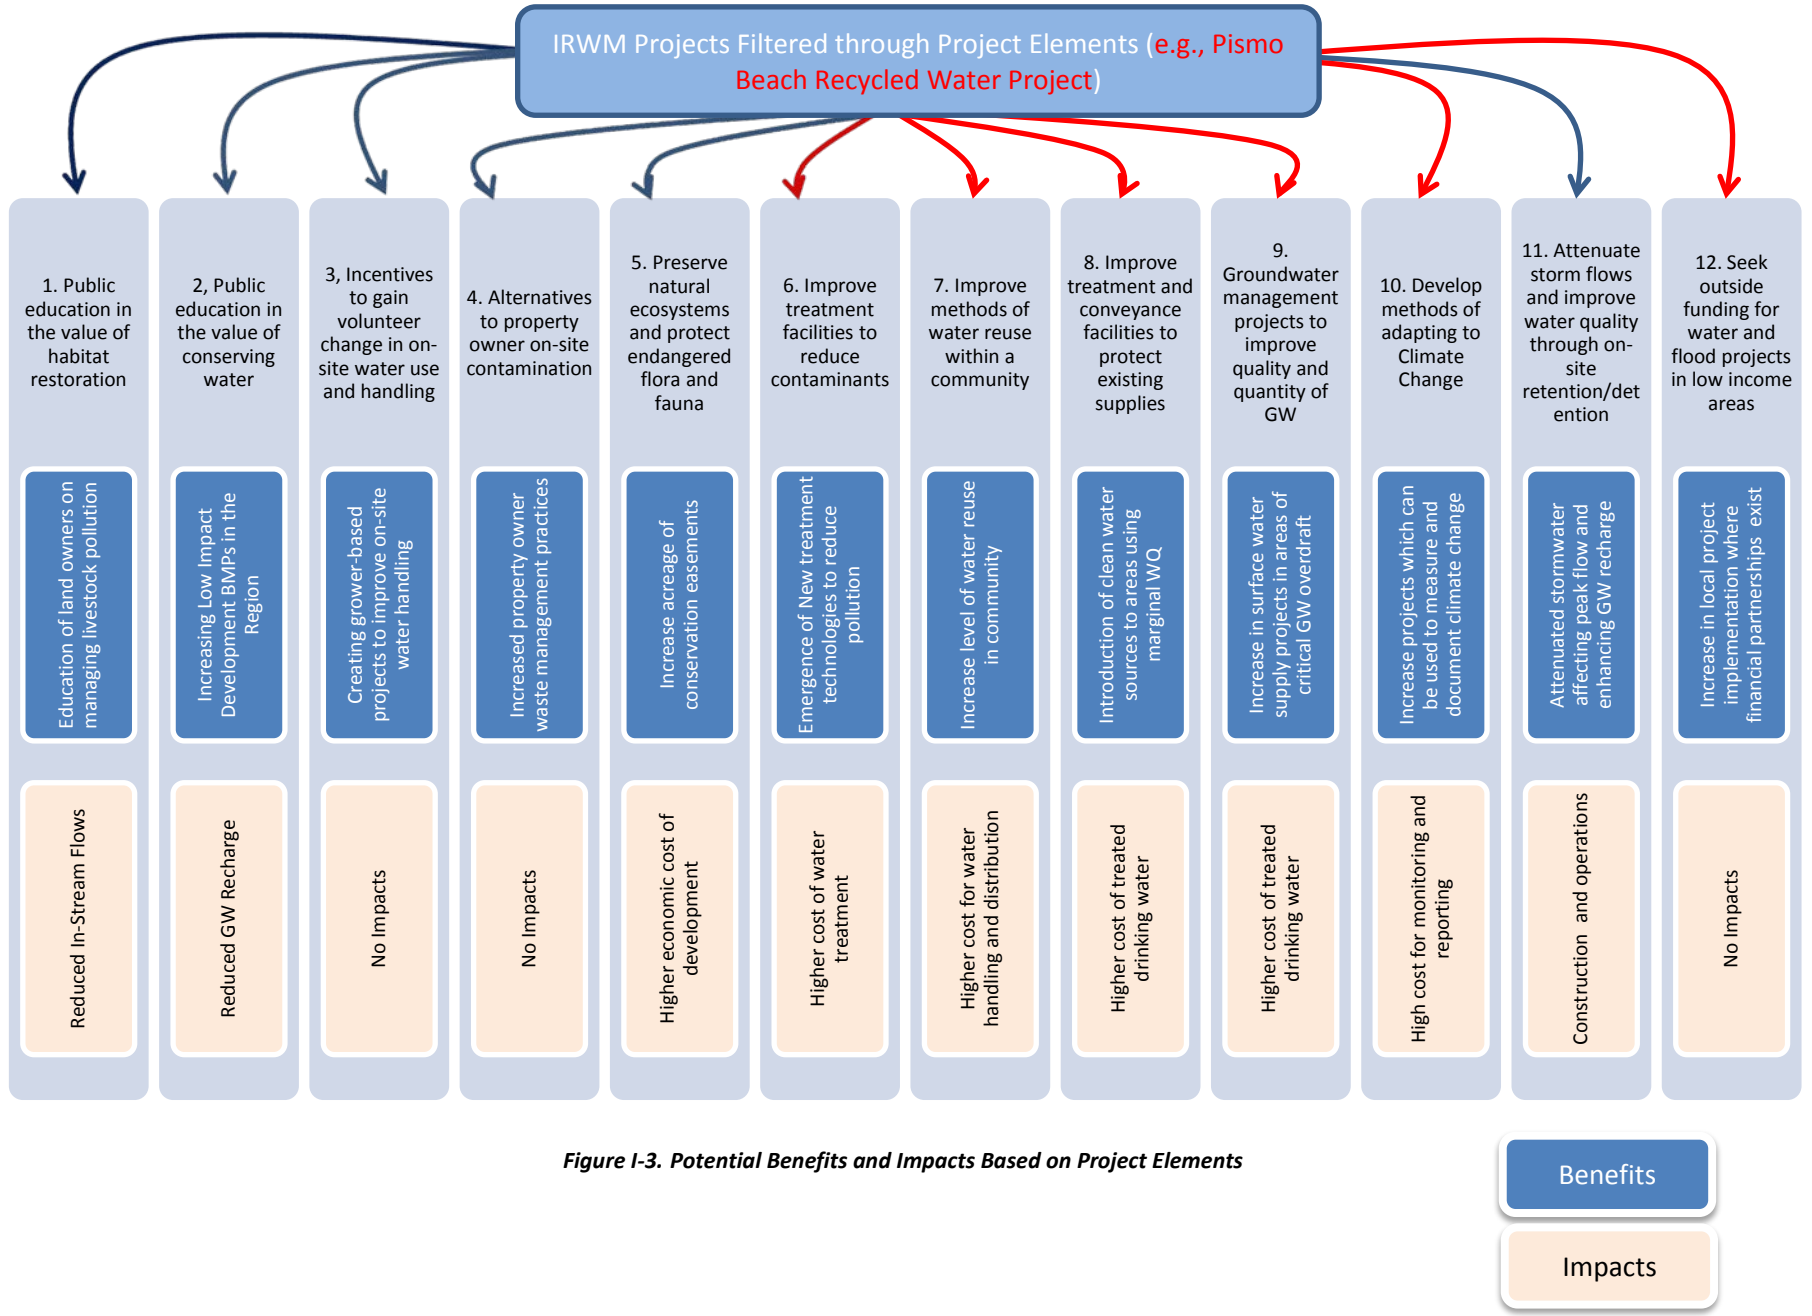 IRWM Projects Filtered through Project Elements (e.g., Pismo
Beach Recycled Water Project)
1. Public
education in
the value of
habitat
restoration
2, Public
education in
the value of
conserving
water
3, Incentives
to gain
volunteer
change in on-
site water use
and handling
4. Alternatives
to property
owner on-site
contamination
5. Preserve
natural
ecosystems
and protect
endangered
flora and
fauna
6. Improve
treatment
facilities to
reduce
contaminants
7. Improve
methods of
water reuse
within a
community
8. Improve
treatment and
conveyance
facilities to
protect
existing
supplies
9.
Groundwater
management
projects to
improve
quality and
quantity of
GW
10. Develop
methods of
adapting to
Climate
Change
11. Attenuate
storm flows
and improve
water quality
through on-
site
retention/det
ention
12. Seek
outside
funding for
water and
flood projects
in low income
areas
Education of land owners on
managing livestock pollution
Increasing Low Impact
Development BMPs in the
Region
Creating grower-based
projects to improve on-site
water handling
Increased property owner
waste management practices
Increase acreage of
conservation easements
Emergence of New treatment
technologies to reduce
pollution
Increase level of water reuse
in community
Introduction of clean water
sources to areas using
marginal WQ
Increase in surface water
supply projects in areas of
critical GW overdraft
Increase projects which can
be used to measure and
document climate change
Attenuated stormwater
affecting peak flow and
enhancing GW recharge
Increase in local project
implementation where
financial partnerships exist
Reduced In-Stream Flows
Reduced GW Recharge
No Impacts
No Impacts
Higher economic cost of
development
Higher cost of water
treatment
Higher cost for water
handling and distribution
Higher cost of treated
drinking water
Higher cost of treated
drinking water
High cost for monitoring and
reporting
Construction and operations
No Impacts
Figure I-3. Potential Benefits and Impacts Based on Project Elements
Benefits
Impacts